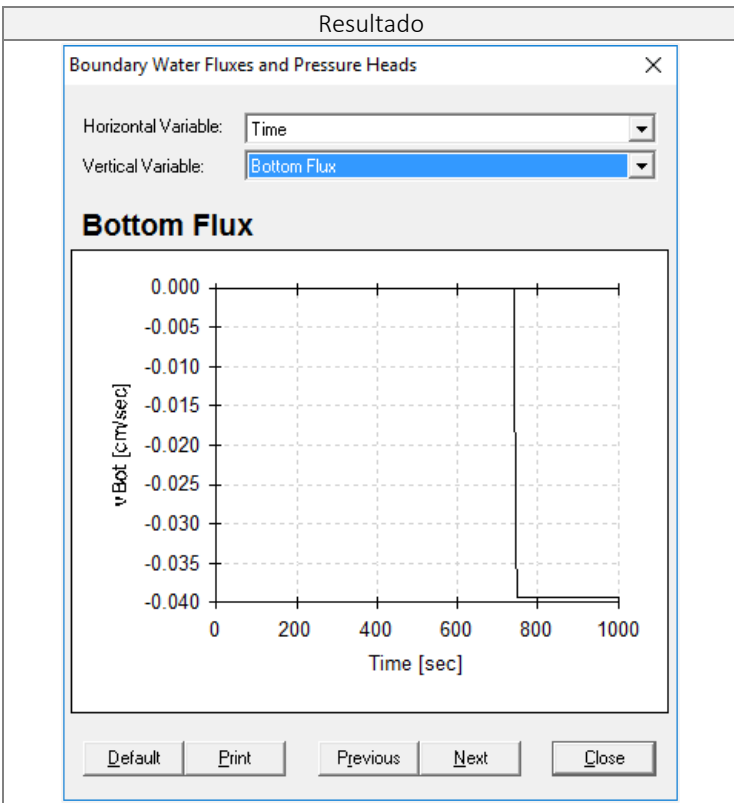 Resultado
Boundary Water Fluxes and Pressure Heads
Horizontal Variable: Time
Vertical Variable: Bottom Flux
Bottom Flux
0.000
-0.005
-0.010
-0.015
-0.020
-0.025
-0.030
-0.035
-0.040
v Bot [cm/sec]
0 200 400 600 800 1000
Time [sec]
Default Print Previous Next Close